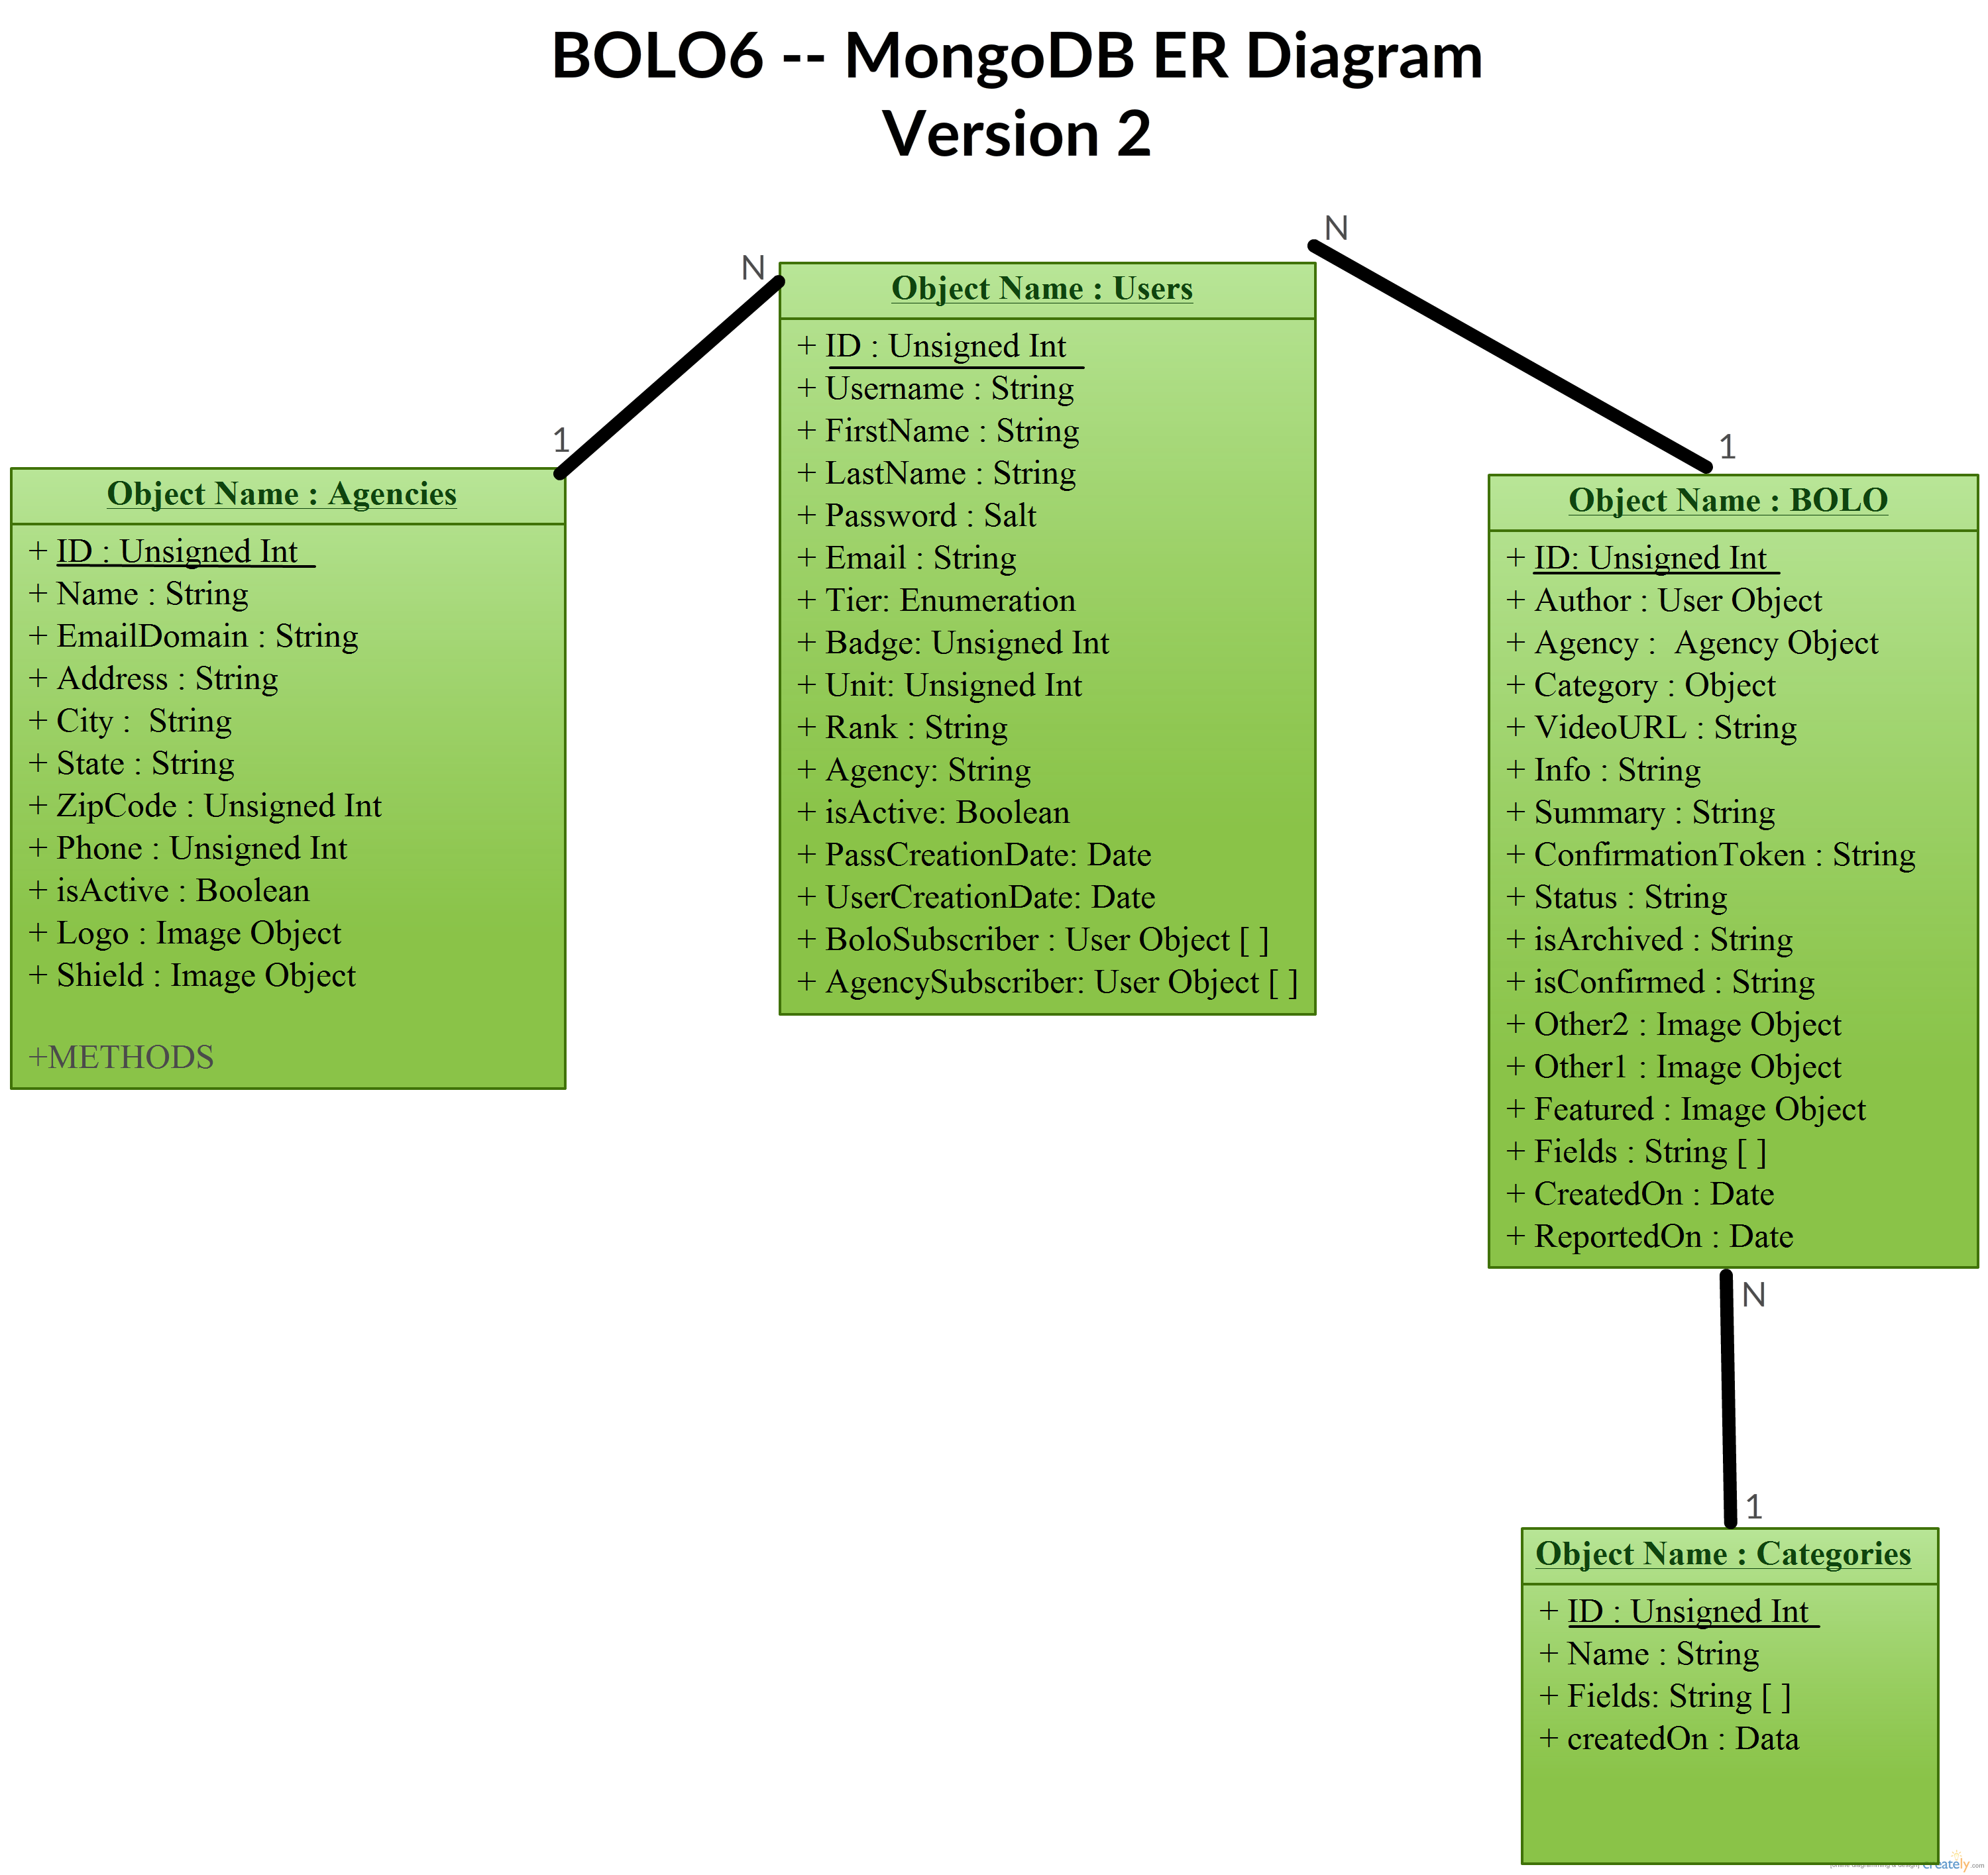 BOLO6 -- MongoDB ER Diagram
Version 2
N
1
N
1
Object Name : Agencies
+ ID : Unsigned Int
+ Name : String
+ EmailDomain : String
+ Address : String
+ City :  String
+ State : String
+ ZipCode : Unsigned Int
+ Phone : Unsigned Int
+ isActive : Boolean
+ Logo : Image Object
+ Shield : Image Object
+METHODS
Object Name : Users
+ ID : Unsigned Int
+ Username : String
+ FirstName : String
+ LastName : String
+ Password : Salt
+ Email : String
+ Tier: Enumeration
+ Badge: Unsigned Int
+ Unit: Unsigned Int
+ Rank : String
+ Agency: String
+ isActive: Boolean
+ PassCreationDate: Date
+ UserCreationDate: Date
+ BoloSubscriber : User Object [ ]
+ AgencySubscriber: User Object [ ]
Object Name : BOLO
+ ID: Unsigned Int
+ Author : User Object
+ Agency :  Agency Object
+ Category : Object
+ VideoURL : String
+ Info : String
+ Summary : String
+ ConfirmationToken : String
+ Status : String
+ isArchived : String
+ isConfirmed : String
+ Other2 : Image Object
+ Other1 : Image Object
+ Featured : Image Object
+ Fields : String [ ]
+ CreatedOn : Date
+ ReportedOn : Date
N
1
Object Name : Categories
+ ID : Unsigned Int
+ Name : String
+ Fields: String [ ]
+ createdOn : Data
creately.com